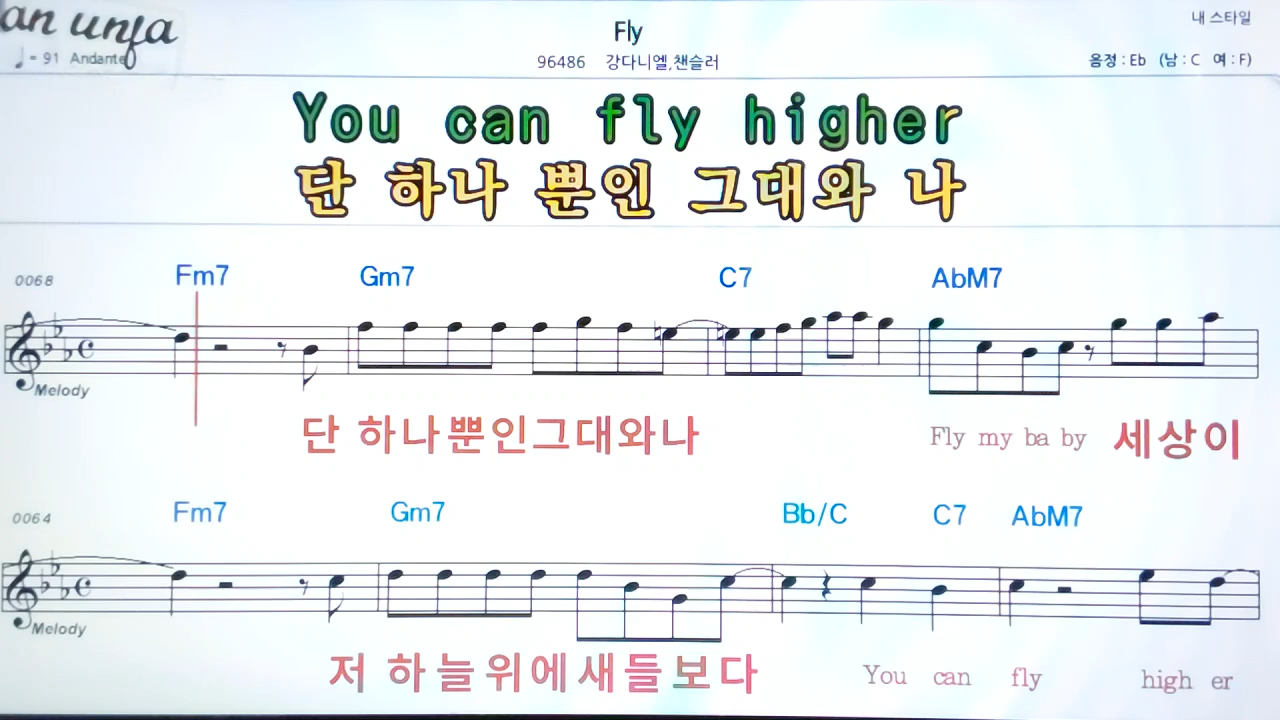 an unfa
내 스타일
Fly
♩= 91 Andante
96486 강다니엘,챈슬러
음정 : Eb (남 : C 여 : F)
You can fly higher
단 하나 뿐인 그대와 나
0068
Fm7 Gm7 C7 AbM7
Melody
단 하나뿐인그대와나 Fly my ba by 세상이
0064
Fm7 Gm7 Bb/C C7 AbM7
Melody
저 하늘위에새들보다 You can fly high er